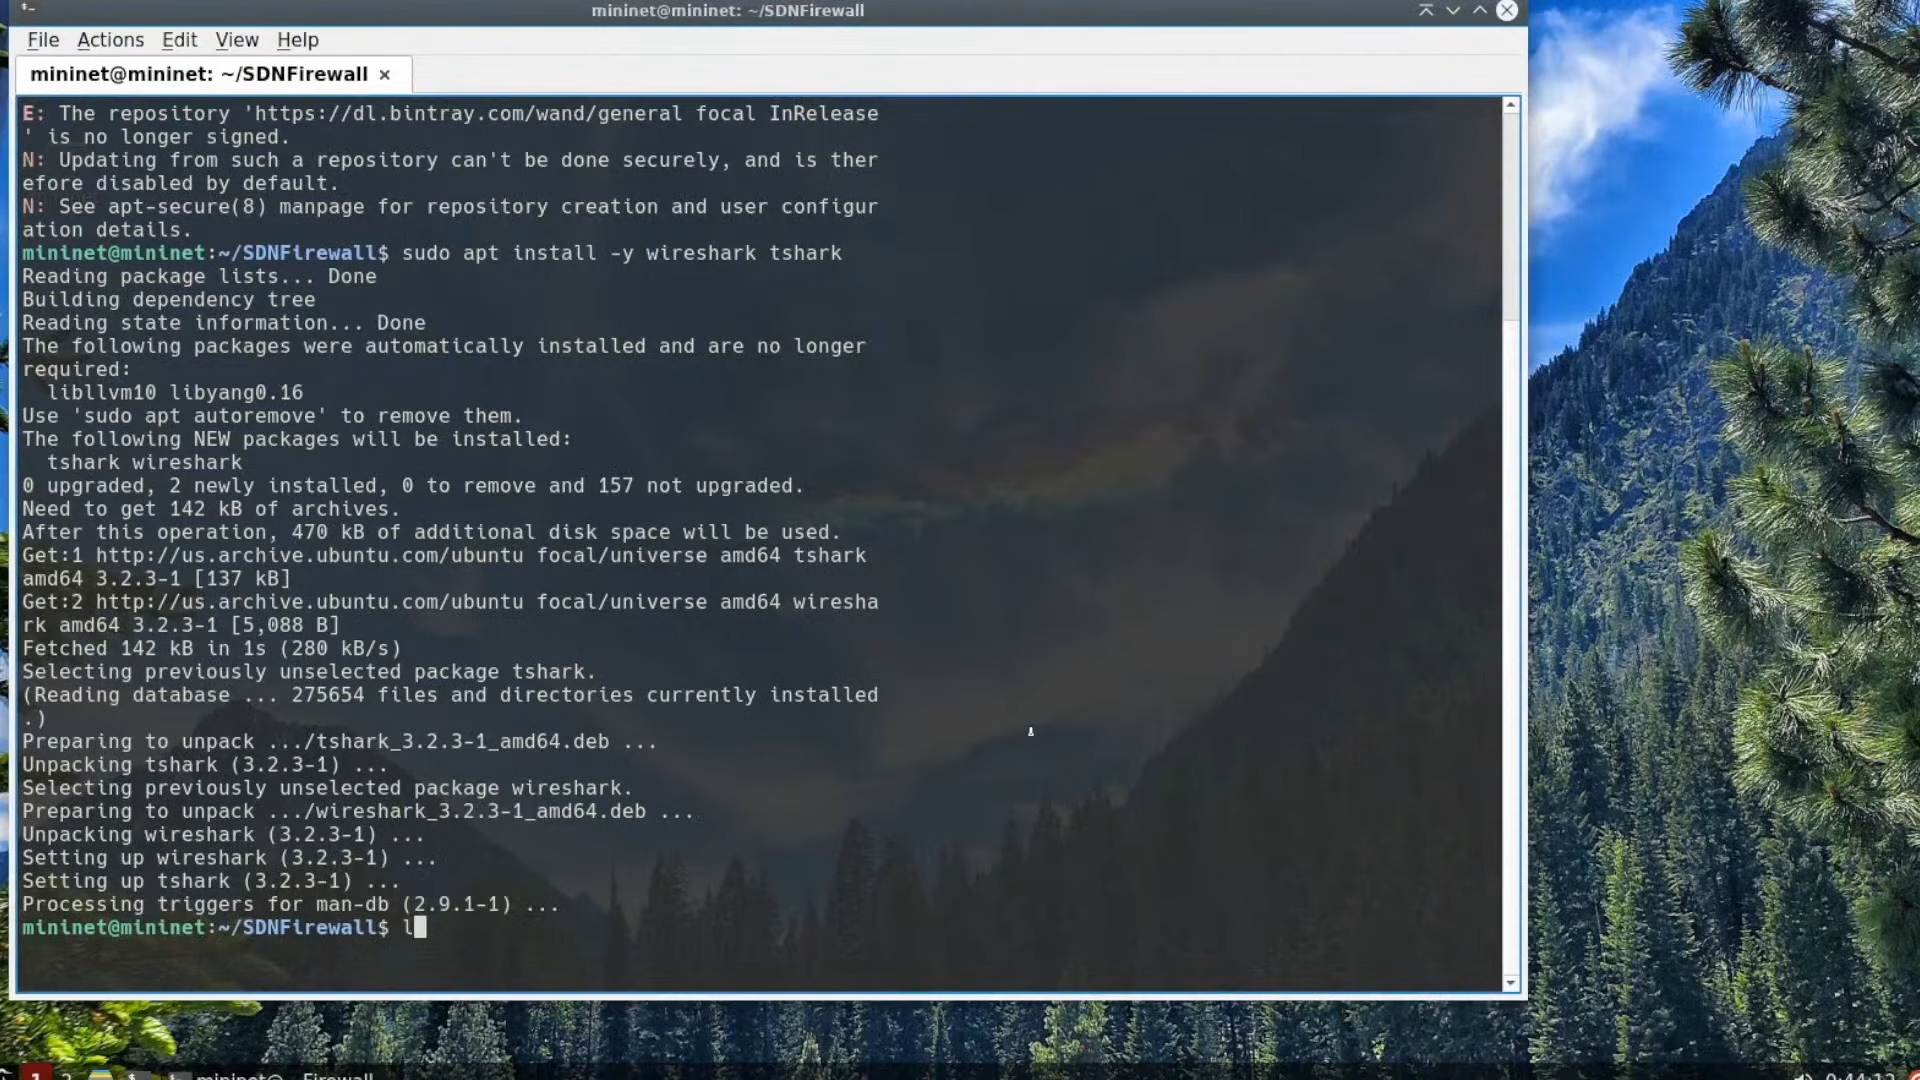 mininet@mininet: ~/SDNFirewall
File Actions Edit View Help
mininet@mininet: ~/SDNFirewall ×
E: The repository 'https://dl.bintray.com/wand/general focal InRelease
' is no longer signed.
N: Updating from such a repository can't be done securely, and is ther
efore disabled by default.
N: See apt-secure(8) manpage for repository creation and user configur
ation details.
mininet@mininet:~/SDNFirewall$ sudo apt install -y wireshark tshark
Reading package lists... Done
Building dependency tree
Reading state information... Done
The following packages were automatically installed and are no longer
required:
  libllvm10 libyang0.16
Use 'sudo apt autoremove' to remove them.
The following NEW packages will be installed:
  tshark wireshark
0 upgraded, 2 newly installed, 0 to remove and 157 not upgraded.
Need to get 142 kB of archives.
After this operation, 470 kB of additional disk space will be used.
Get:1 http://us.archive.ubuntu.com/ubuntu focal/universe amd64 tshark
amd64 3.2.3-1 [137 kB]
Get:2 http://us.archive.ubuntu.com/ubuntu focal/universe amd64 wiresha
rk amd64 3.2.3-1 [5,088 B]
Fetched 142 kB in 1s (280 kB/s)
Selecting previously unselected package tshark.
(Reading database ... 275654 files and directories currently installed
.)
Preparing to unpack .../tshark_3.2.3-1_amd64.deb ...
Unpacking tshark (3.2.3-1) ...
Selecting previously unselected package wireshark.
Preparing to unpack .../wireshark_3.2.3-1_amd64.deb ...
Unpacking wireshark (3.2.3-1) ...
Setting up wireshark (3.2.3-1) ...
Setting up tshark (3.2.3-1) ...
Processing triggers for man-db (2.9.1-1) ...
mininet@mininet:~/SDNFirewall$ l